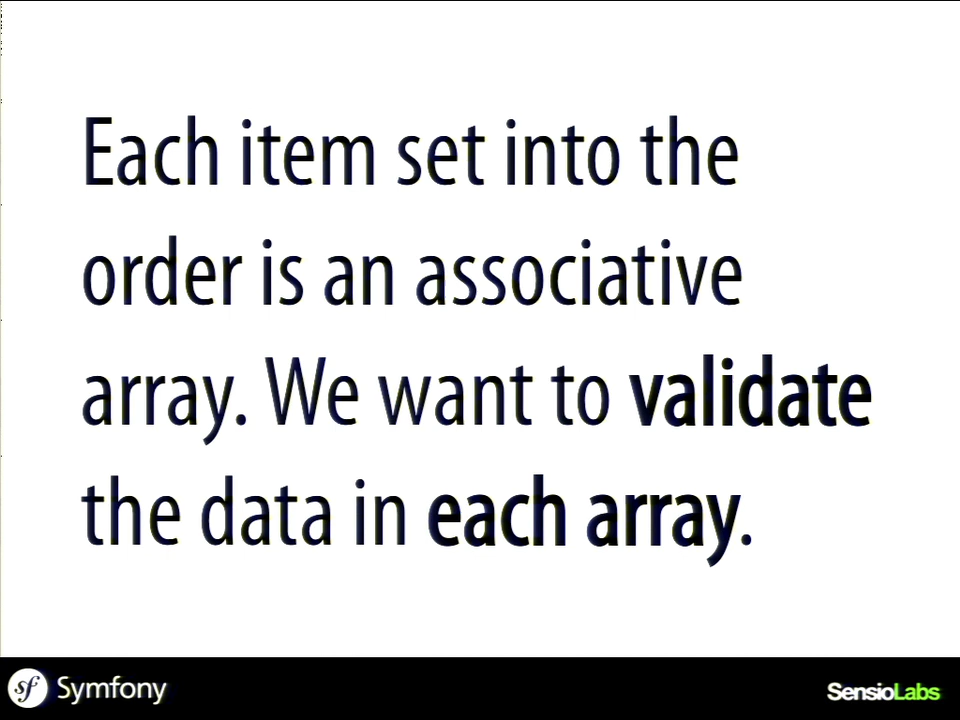 Each item set into the
order is an associative
array. We want to validate
the data in each array.
sf Symfony
SensioLabs